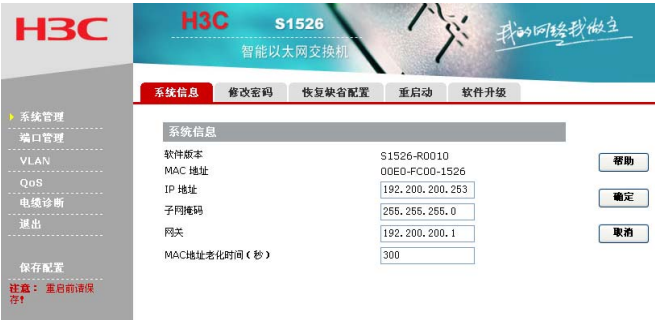 H3C
H3C S1526
智能以太网交换机
我的网络我做主
系统信息 修改密码 恢复缺省配置 重启动 软件升级
系统管理
端口管理
VLAN
QoS
电缆诊断
退出
保存配置
注意： 重启前请保
存!
系统信息
软件版本 S1526-R0010
MAC 地址 00E0-FC00-1526
IP 地址 192.200.200.253
子网掩码 255.255.255.0
网关 192.200.200.1
MAC地址老化时间（秒） 300
帮助
确定
取消